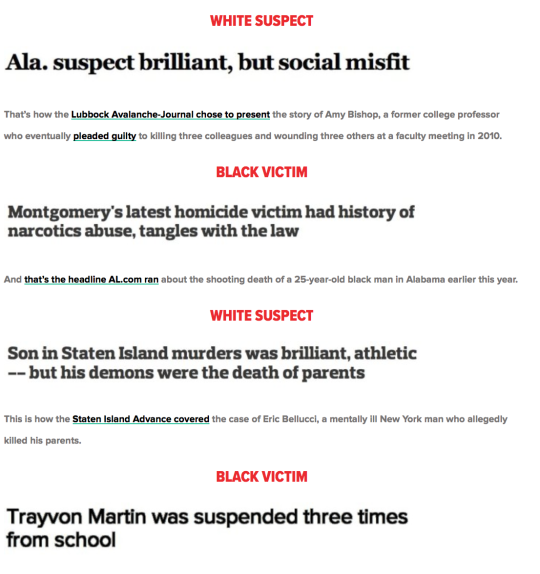 WHITE SUSPECT
Ala. suspect brilliant, but social misfit
That's how the Lubbock Avalanche-Journal chose to present the story of Amy Bishop, a former college professor
who eventually pleaded guilty to killing three colleagues and wounding three others at a faculty meeting in 2010.
BLACK VICTIM
Montgomery's latest homicide victim had history of
narcotics abuse, tangles with the law
And that's the headline AL.com ran about the shooting death of a 25-year-old black man in Alabama earlier this year.
WHITE SUSPECT
Son in Staten Island murders was brilliant, athletic
-- but his demons were the death of parents
This is how the Staten Island Advance covered the case of Eric Bellucci, a mentally ill New York man who allegedly
killed his parents.
BLACK VICTIM
Trayvon Martin was suspended three times
from school